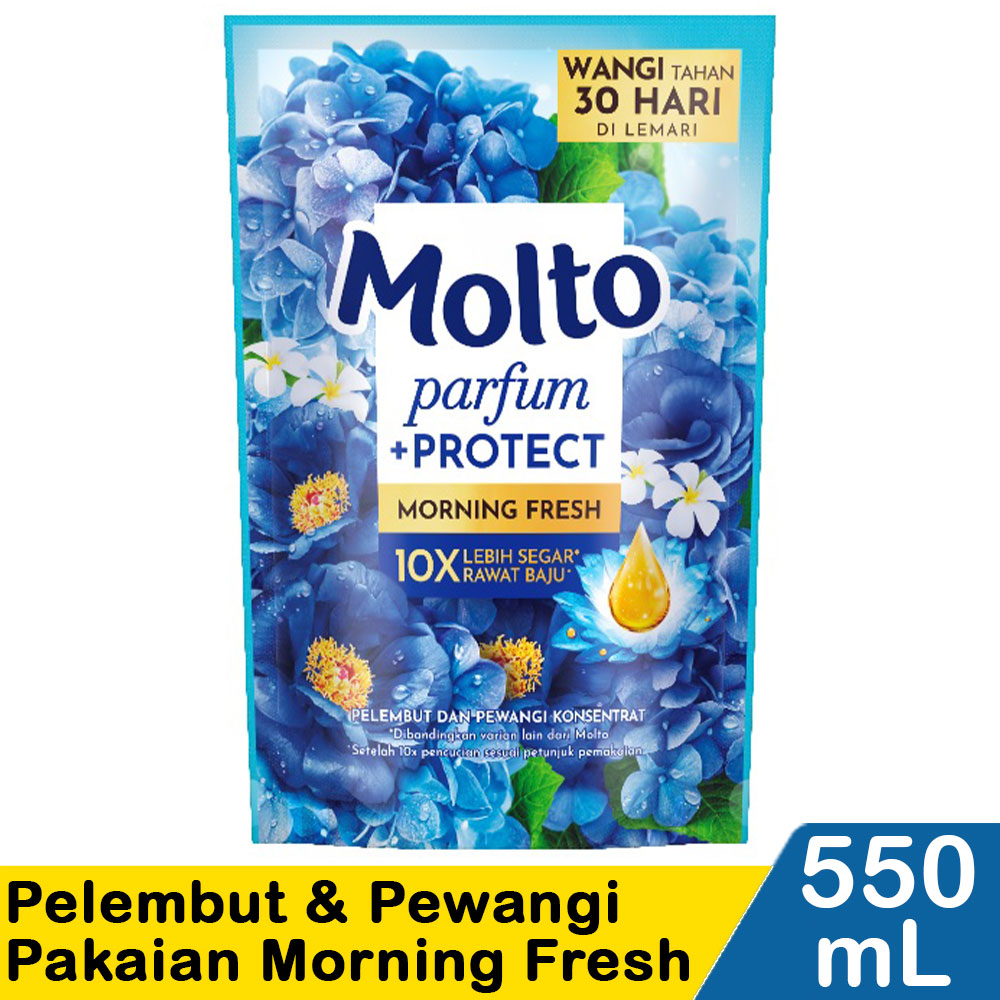 WANGI TAHAN
30 HARI
DI LEMARI
Molto
parfum
+PROTECT
MORNING FRESH
10X LEBIH SEGAR*
RAWAT BAJU*
PELEMBUT DAN PEWANGI KONSENTRAT
*Dibandingkan varian lain dari Molto
*Setelah 10x pencucian sesuai petunjuk pemakaian
Pelembut & Pewangi
Pakaian Morning Fresh
550
mL